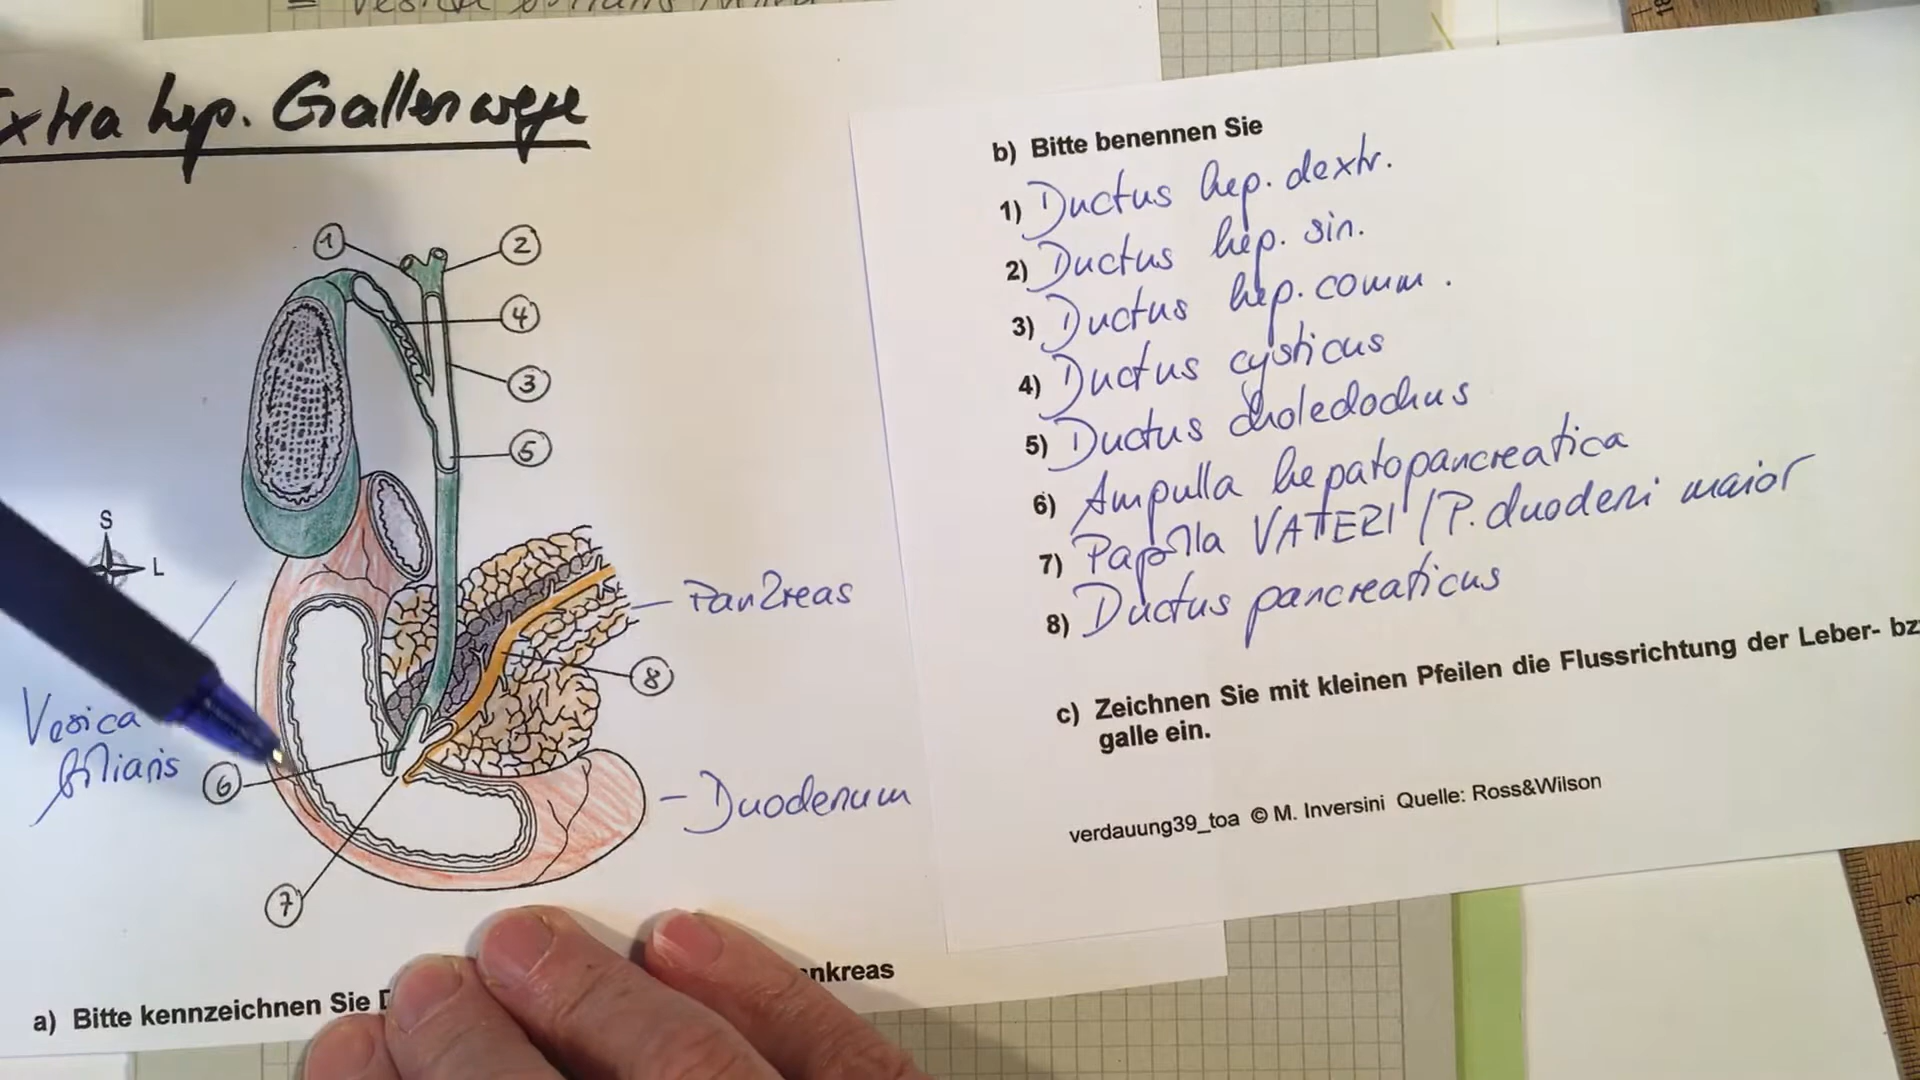 = Vesica
Extra hep. Gallenwege
1
2
4
3
5
S
L
Pankreas
8
Vesica
biliaris
6
Duodenum
7
a) Bitte kennzeichnen Sie D
nkreas
b) Bitte benennen Sie
1) Ductus hep. dextr.
2) Ductus hep. sin.
3) Ductus hep. comm.
4) Ductus cysticus
5) Ductus choledochus
6) Ampulla hepatopancreatica
7) Papilla VATERI / P. duodeni maior
8) Ductus pancreaticus
c) Zeichnen Sie mit kleinen Pfeilen die Flussrichtung der Leber- bz
galle ein.
verdauung39_toa © M. Inversini Quelle: Ross&Wilson
18
3